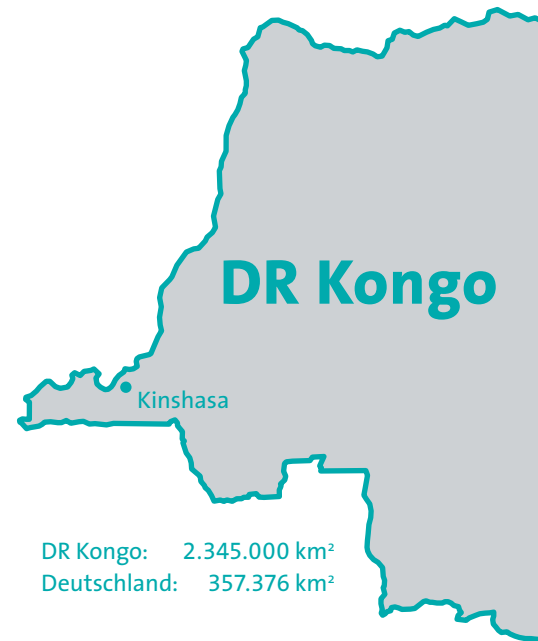 DR Kongo
Kinshasa
DR Kongo: 2.345.000 km²
Deutschland: 357.376 km²